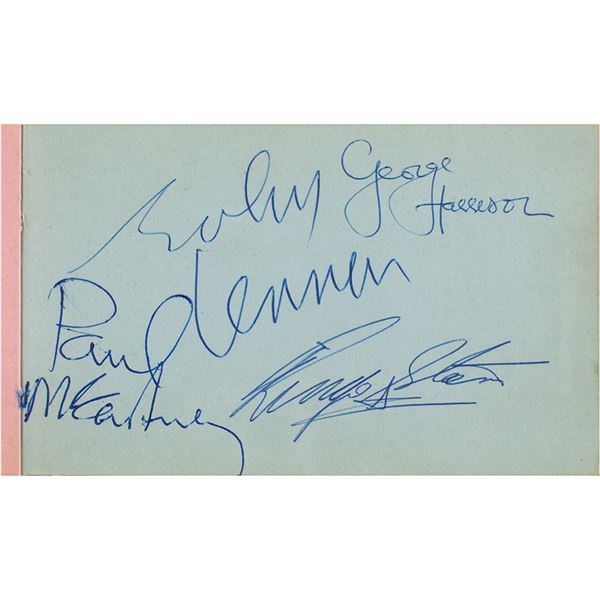 John
Lennon
George
Harrison
Paul
McCartney
Ringo Starr